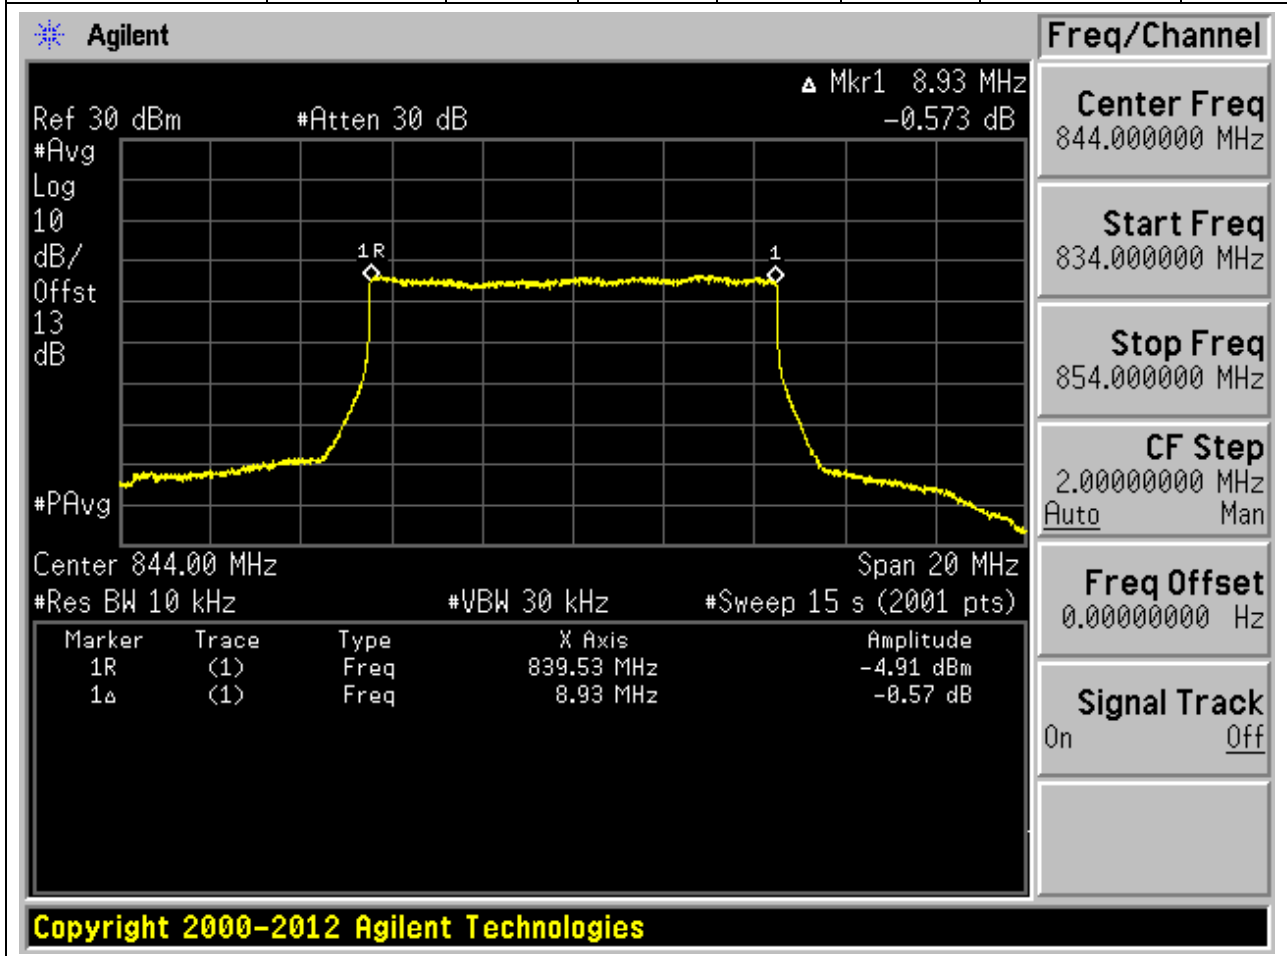 Agilent
Freq/Channel
▵ Mkr1 8.93 MHz
Ref 30 dBm #Atten 30 dB -0.573 dB
#Avg
Log
10
dB/
Offst
13
dB
#PAvg
1R
1
Center 844.00 MHz Span 20 MHz
#Res BW 10 kHz #VBW 30 kHz #Sweep 15 s (2001 pts)
Marker Trace Type X Axis Amplitude
1R (1) Freq 839.53 MHz -4.91 dBm
1▵ (1) Freq 8.93 MHz -0.57 dB
Center Freq
844.000000 MHz
Start Freq
834.000000 MHz
Stop Freq
854.000000 MHz
CF Step
2.00000000 MHz
Auto Man
Freq Offset
0.00000000 Hz
Signal Track
On Off
Copyright 2000-2012 Agilent Technologies